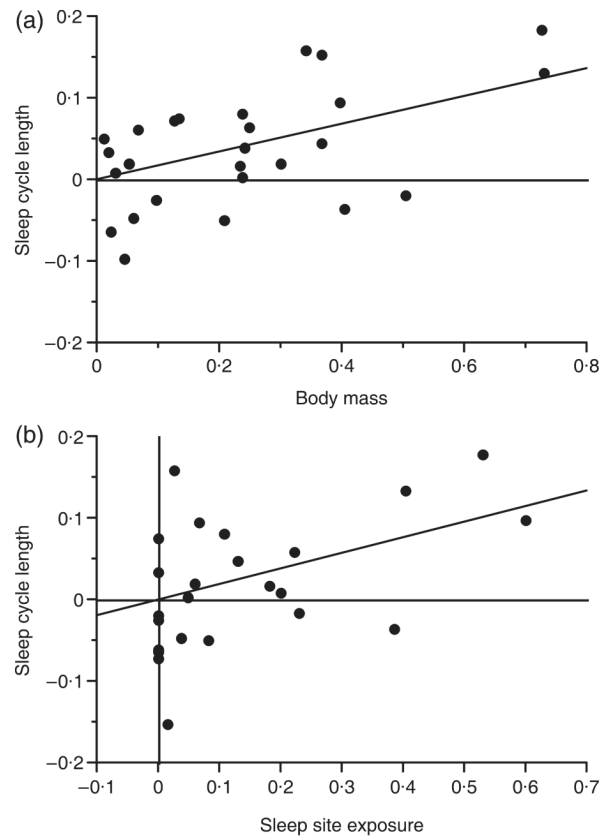 (a)
0·2
0·1
0
−0·1
−0·2
Sleep cycle length
0 0·2 0·4 0·6 0·8
Body mass
(b)
0·2
0·1
0
−0·1
−0·2
Sleep cycle length
−0·1 0 0·1 0·2 0·3 0·4 0·5 0·6 0·7
Sleep site exposure